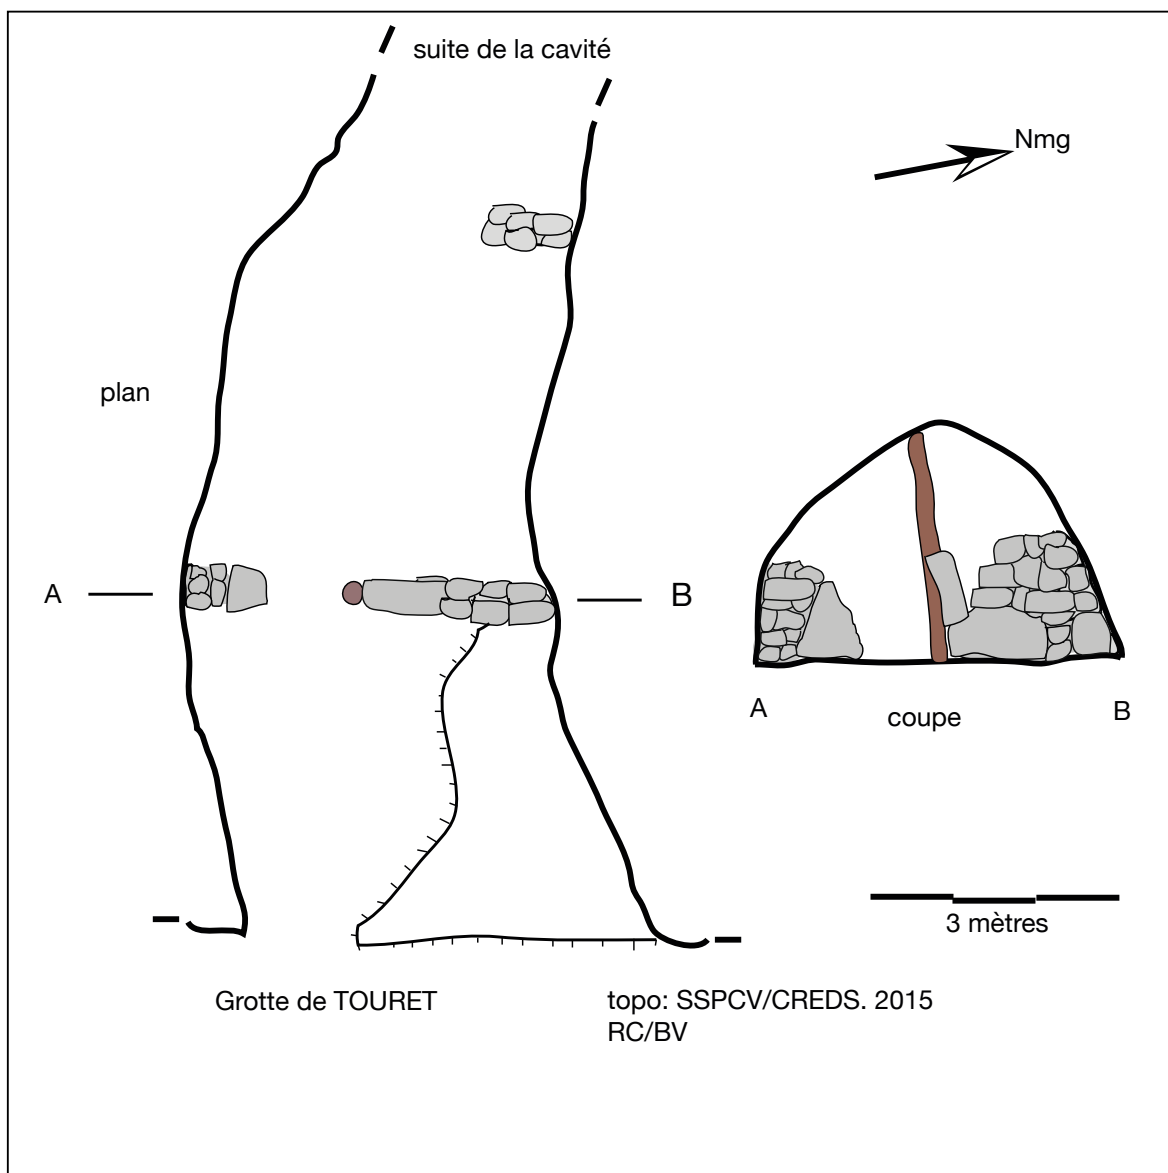 suite de la cavité
Nmg
plan
A
B
A
coupe
B
3 mètres
Grotte de TOURET
topo: SSPCV/CREDS. 2015
RC/BV